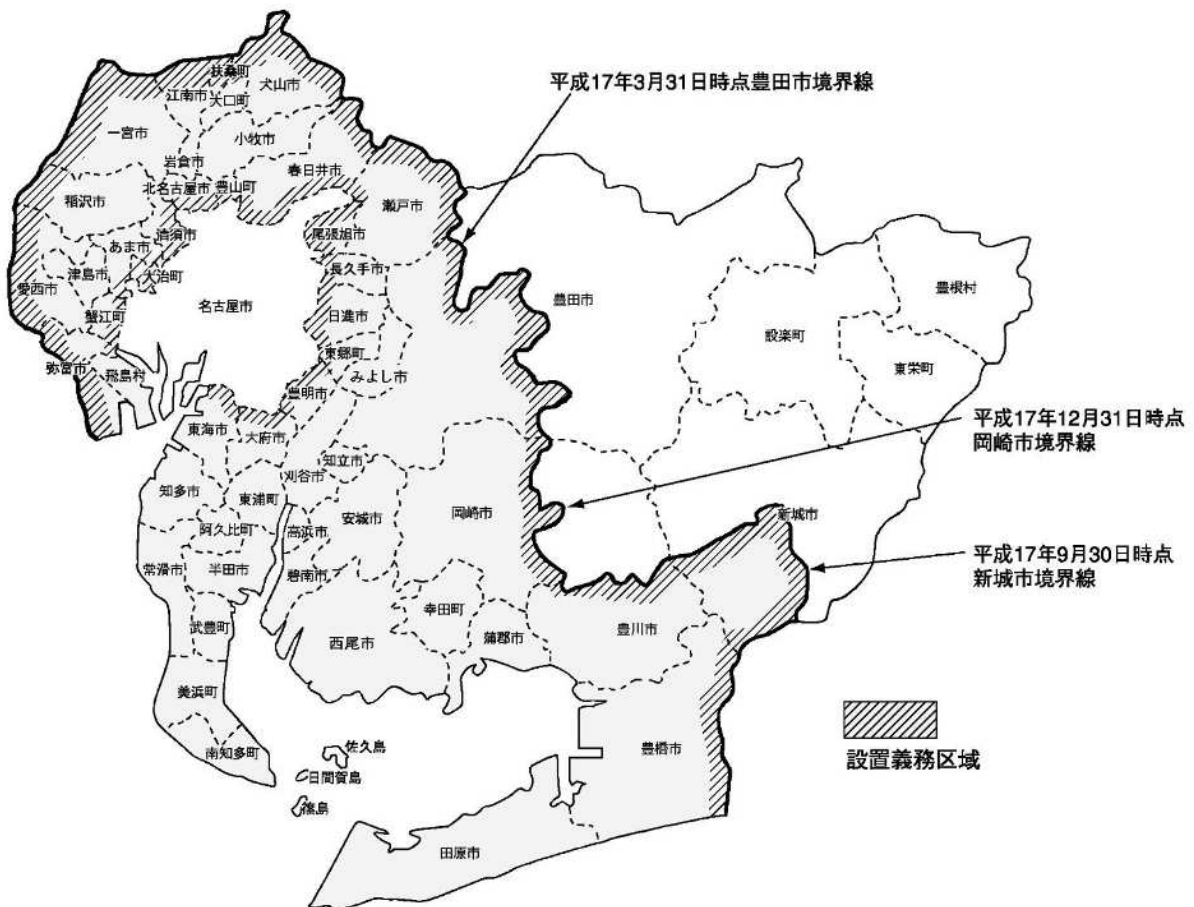 平成17年3月31日時点豊田市境界線
扶桑町
犬山市
江南市
大口町
一宮市
小牧市
岩倉市
春日井市
北名古屋市
豊山町
稲沢市
瀬戸市
清須市
尾張旭市
あま市
津島市
大治町
長久手市
愛西市
名古屋市
豊田市
豊根村
蟹江町
日進市
設楽町
東郷町
東栄町
弥富市
飛島村
みよし市
豊明市
平成17年12月31日時点
岡崎市境界線
東海市
大府市
知立市
刈谷市
知多市
東浦町
安城市
岡崎市
新城市
阿久比町
高浜市
平成17年9月30日時点
新城市境界線
常滑市
半田市
碧南市
幸田町
武豊町
西尾市
蒲郡市
豊川市
美浜町
南知多町
佐久島
豊橋市
設置義務区域
日間賀島
篠島
田原市